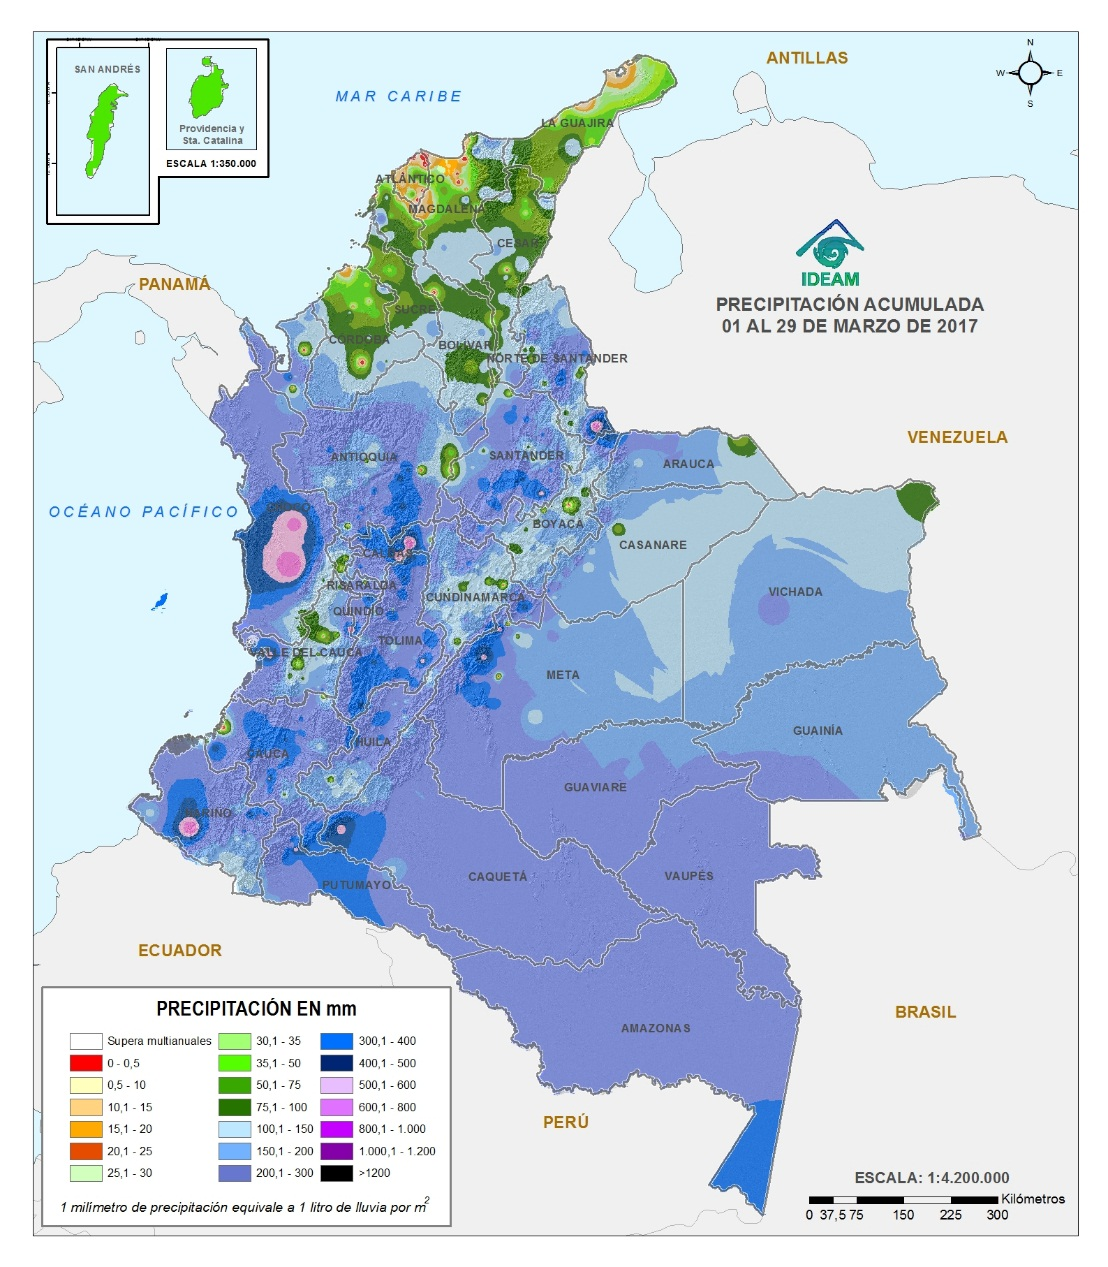 SAN ANDRÉS
Providencia y
Sta. Catalina
ESCALA 1:350.000
MAR CARIBE
ANTILLAS
N
W
E
S
LA GUAJIRA
ATLÁNTICO
MAGDALENA
CESAR
PANAMÁ
IDEAM
PRECIPITACIÓN ACUMULADA
01 AL 29 DE MARZO DE 2017
SUCRE
CÓRDOBA
BOLÍVAR
NORTE DE SANTANDER
VENEZUELA
ANTIOQUIA
SANTANDER
ARAUCA
OCÉANO PACÍFICO
BOYACÁ
CASANARE
CALDAS
RISARALDA
CUNDINAMARCA
VICHADA
QUINDÍO
TOLIMA
VALLE DEL CAUCA
META
GUAINÍA
HUILA
CAUCA
GUAVIARE
NARIÑO
CAQUETÁ
VAUPÉS
PUTUMAYO
ECUADOR
BRASIL
AMAZONAS
PERÚ
PRECIPITACIÓN EN mm
Supera multianuales
0 - 0,5
0,5 - 10
10,1 - 15
15,1 - 20
20,1 - 25
25,1 - 30
30,1 - 35
35,1 - 50
50,1 - 75
75,1 - 100
100,1 - 150
150,1 - 200
200,1 - 300
300,1 - 400
400,1 - 500
500,1 - 600
600,1 - 800
800,1 - 1.000
1.000,1 - 1.200
>1200
1 milímetro de precipitación equivale a 1 litro de lluvia por m2
ESCALA: 1:4.200.000
Kilómetros
0 37,5 75 150 225 300